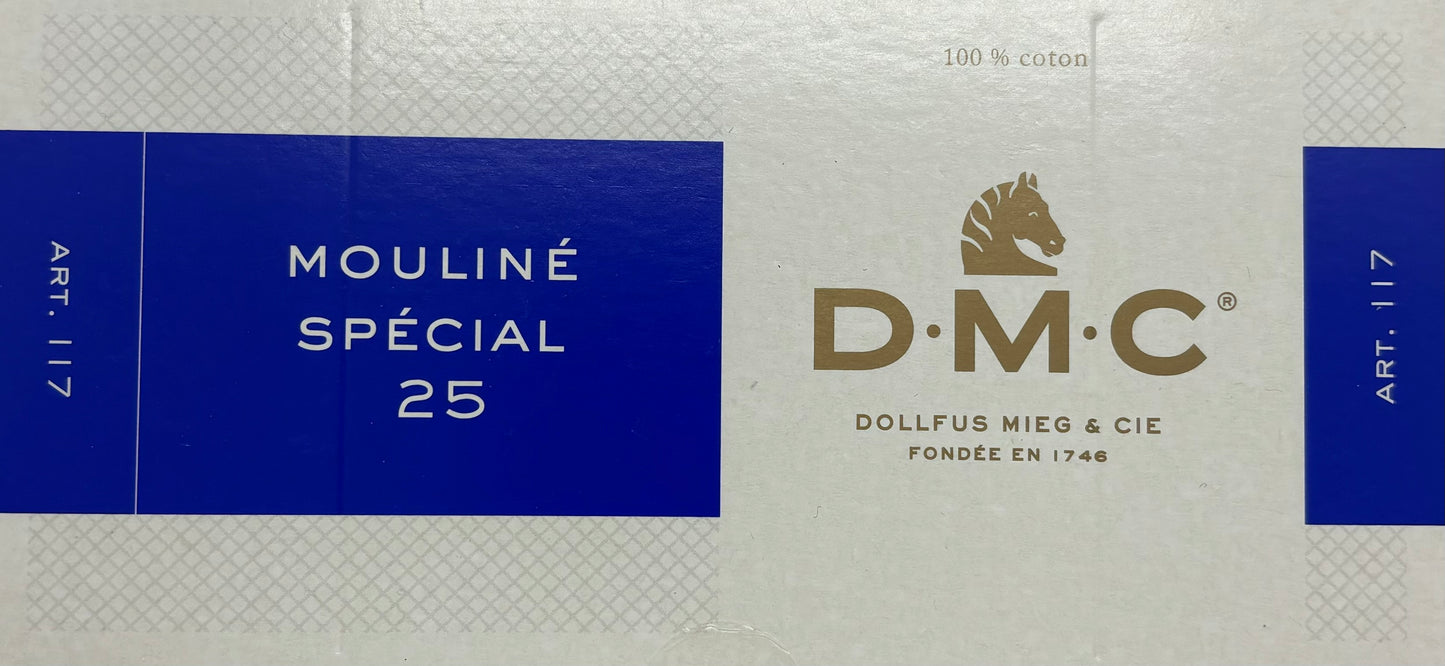 100 % coton
ART. 117
MOULINÉ
SPÉCIAL
25
D·M·C®
DOLLFUS MIEG & CIE
FONDÉE EN 1746
ART. 117